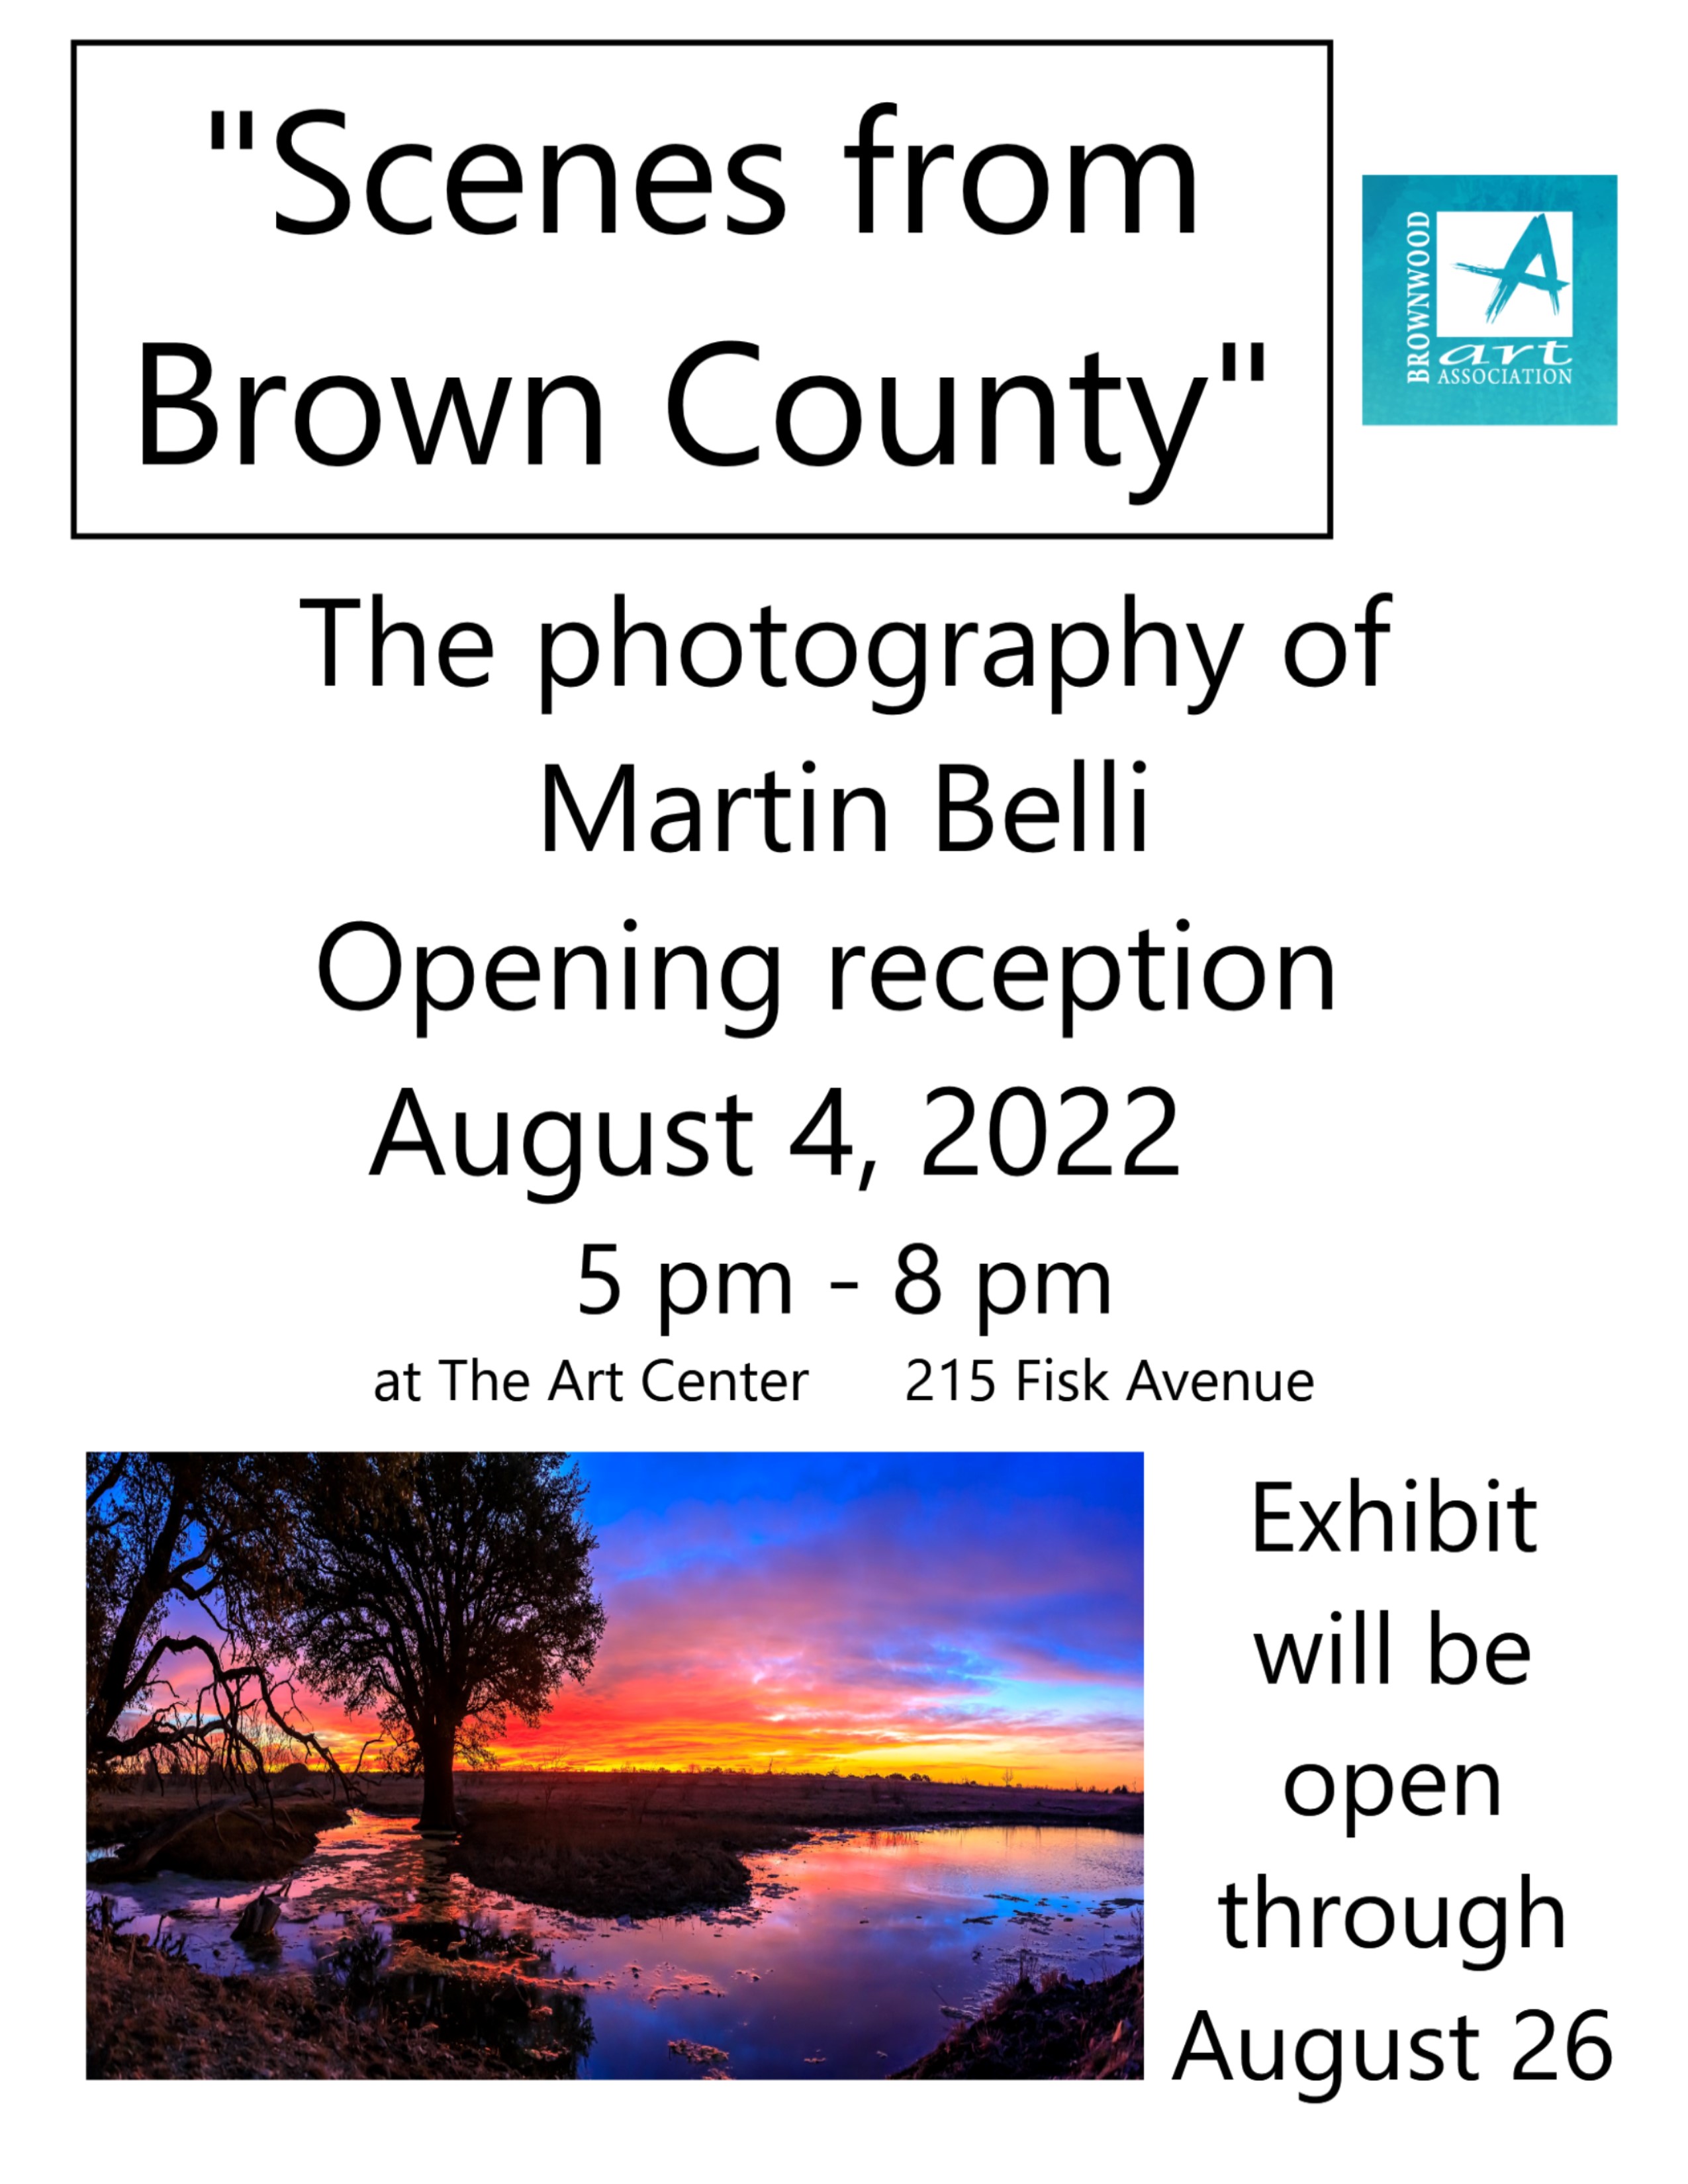 "Scenes from
Brown County"
BROWNWOOD
A
art
ASSOCIATION
The photography of
Martin Belli
Opening reception
August 4, 2022
5 pm - 8 pm
at The Art Center 215 Fisk Avenue
Exhibit
will be
open
through
August 26